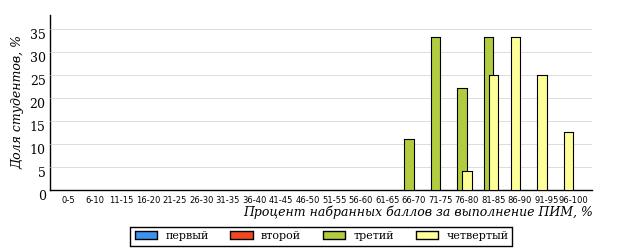 Доля студентов, %
35
30
25
20
15
10
5
0
0-5 6-10 11-15 16-20 21-25 26-30 31-35 36-40 41-45 46-50 51-55 56-60 61-65 66-70 71-75 76-80 81-85 86-90 91-95 96-100
Процент набранных баллов за выполнение ПИМ, %
первый второй третий четвертый